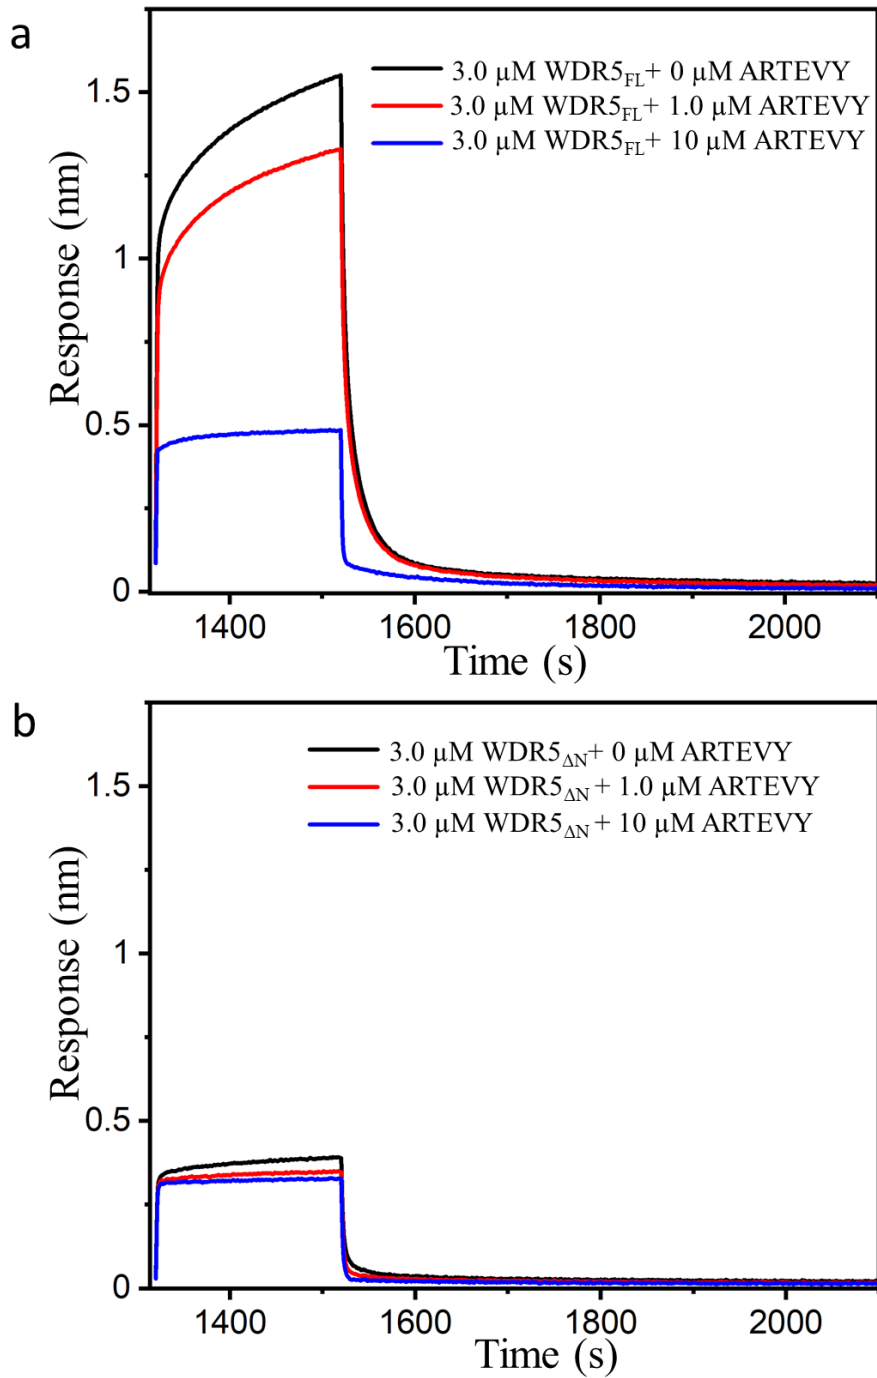 a
3.0 µM WDR5FL+ 0 µM ARTEVY
3.0 µM WDR5FL+ 1.0 µM ARTEVY
3.0 µM WDR5FL+ 10 µM ARTEVY
Response (nm)
1.5
1
0.5
0
1400 1600 1800 2000
Time (s)
b
3.0 µM WDR5ΔN+ 0 µM ARTEVY
3.0 µM WDR5ΔN + 1.0 µM ARTEVY
3.0 µM WDR5ΔN + 10 µM ARTEVY
Response (nm)
1.5
1
0.5
0
1400 1600 1800 2000
Time (s)